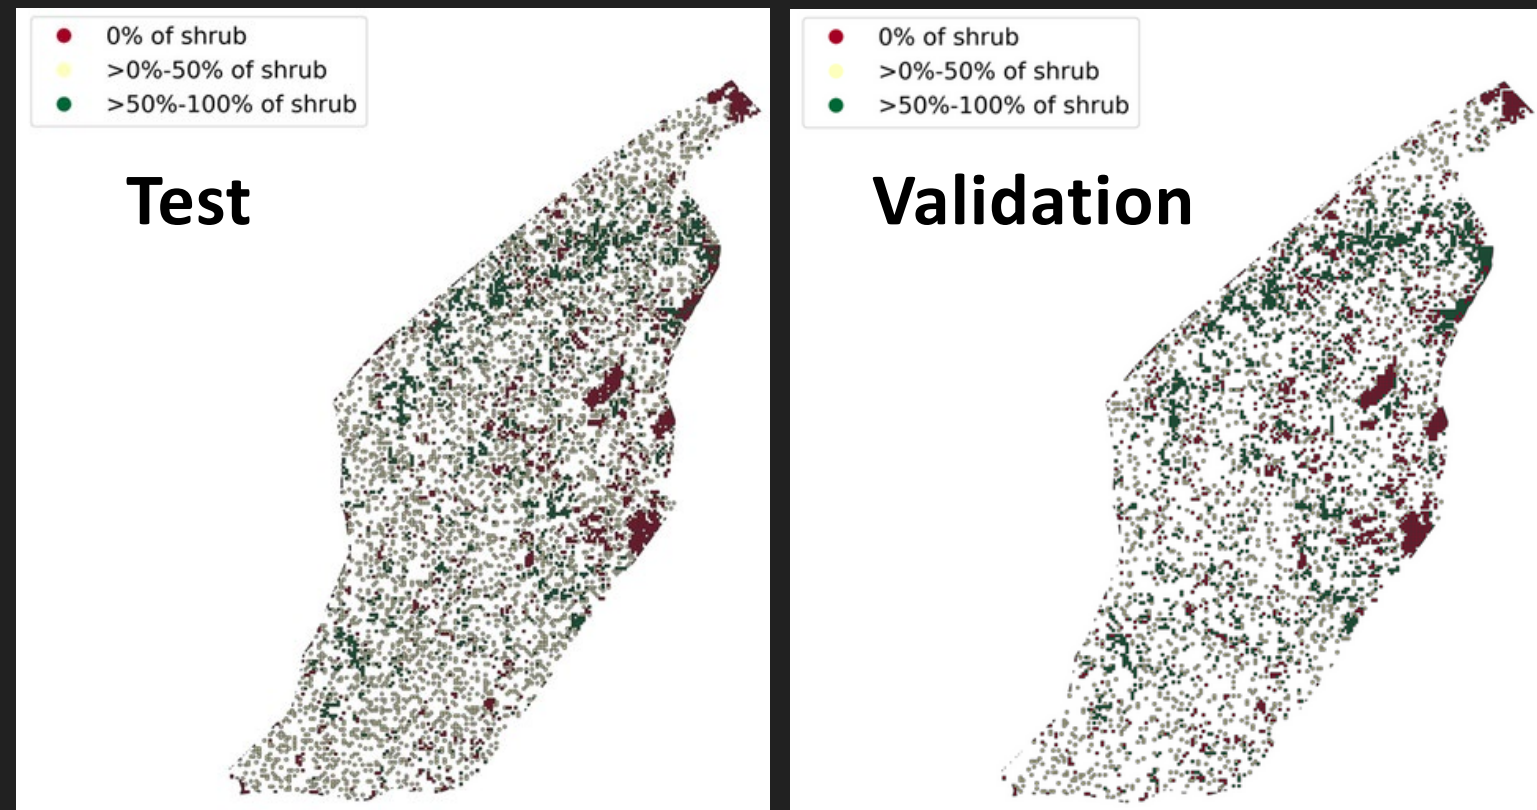 0% of shrub
>0%-50% of shrub
>50%-100% of shrub
Test
0% of shrub
>0%-50% of shrub
>50%-100% of shrub
Validation